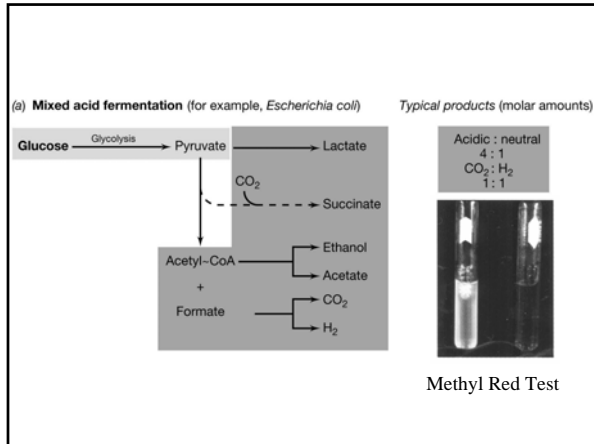 (a) Mixed acid fermentation (for example, Escherichia coli)
Typical products (molar amounts)
Glucose
Glycolysis
Pyruvate
Lactate
CO₂
Succinate
Acetyl~CoA
+
Formate
Ethanol
Acetate
CO₂
H₂
Acidic : neutral
4 : 1
CO₂ : H₂
1 : 1
Methyl Red Test